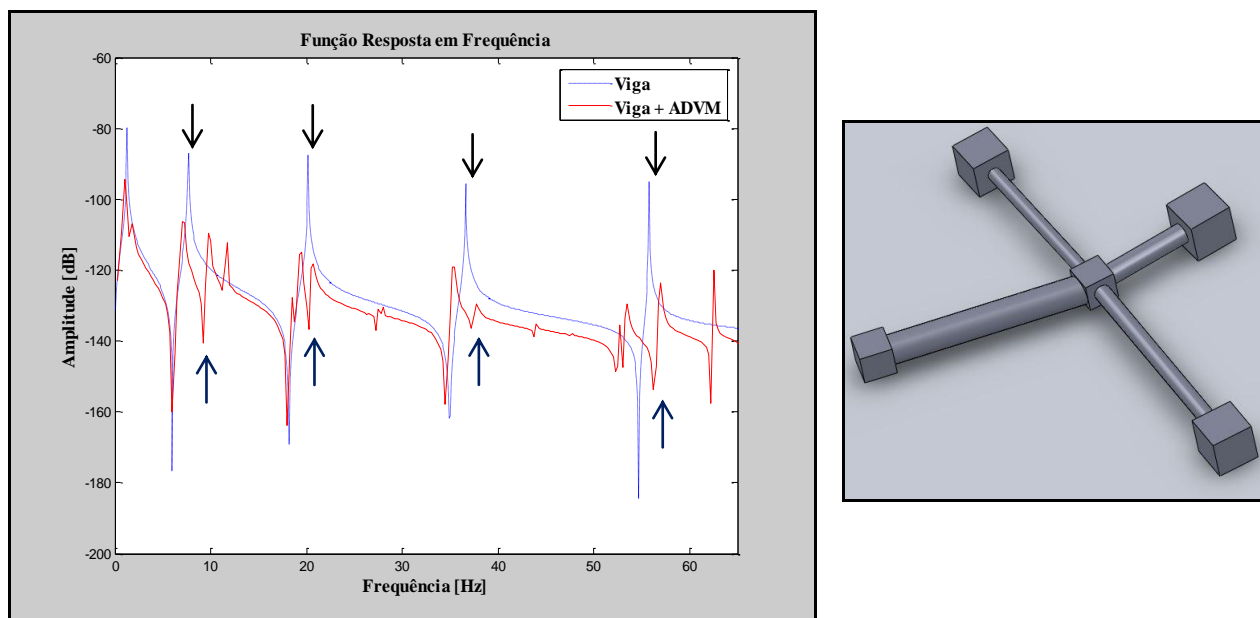 Função Resposta em Frequência
Viga
Viga + ADVM
Amplitude [dB]
-60
-80
-100
-120
-140
-160
-180
-200
0 10 20 30 40 50 60
Frequência [Hz]